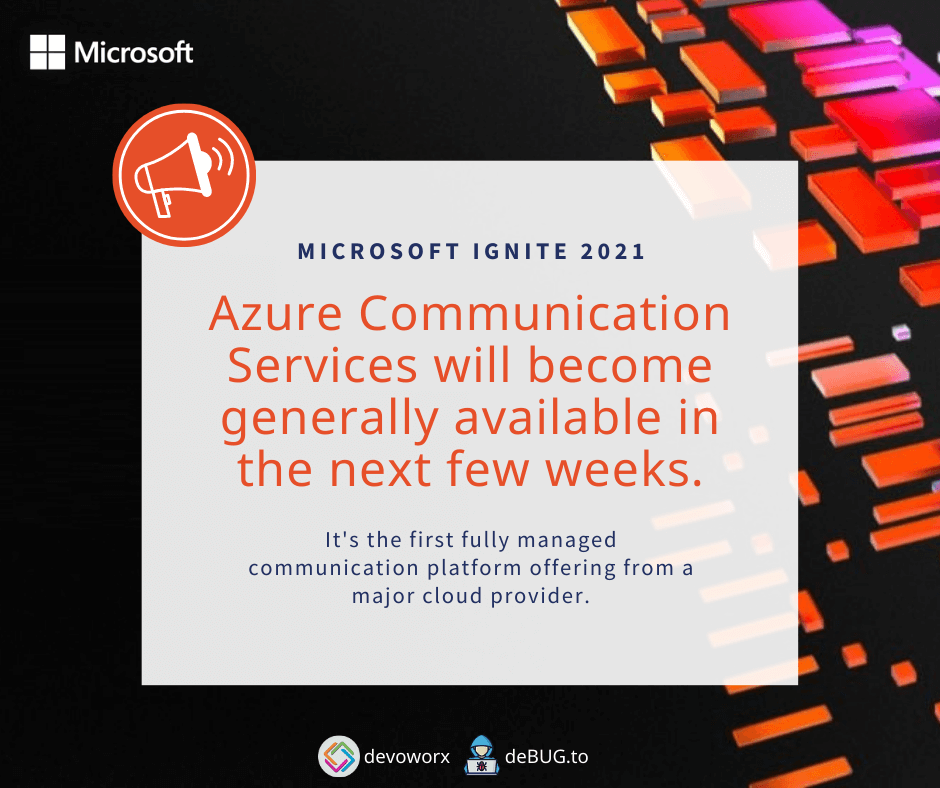 Microsoft
MICROSOFT IGNITE 2021
Azure Communication
Services will become
generally available in
the next few weeks.
It's the first fully managed
communication platform offering from a
major cloud provider.
devoworx deBUG.to